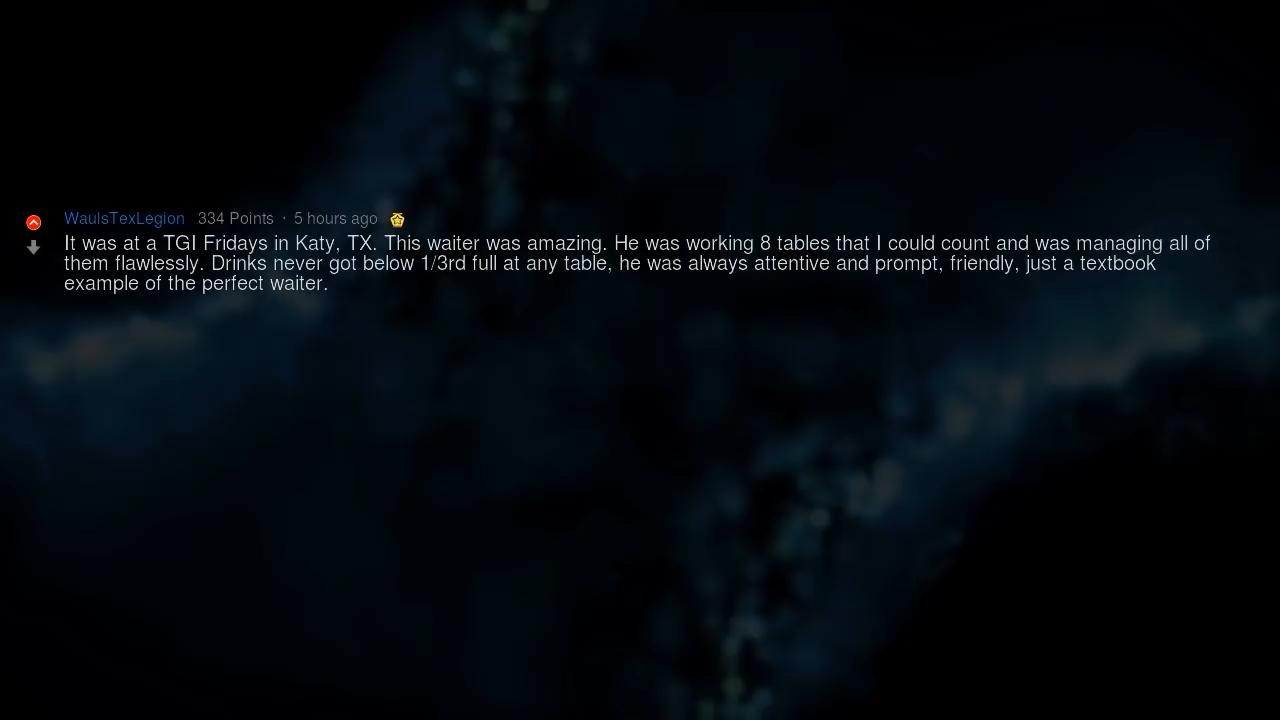 WaulsTexLegion 334 Points · 5 hours ago
It was at a TGI Fridays in Katy, TX. This waiter was amazing. He was working 8 tables that I could count and was managing all of
them flawlessly. Drinks never got below 1/3rd full at any table, he was always attentive and prompt, friendly, just a textbook
example of the perfect waiter.